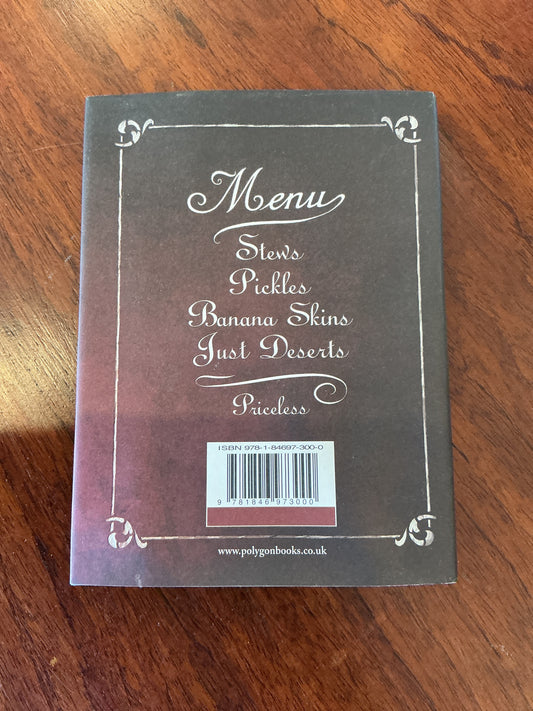 Menu
Stews
Pickles
Banana Skins
Just Deserts
Priceless
ISBN 978-1-84697-300-0
9 781846 973000
www.polygonbooks.co.uk